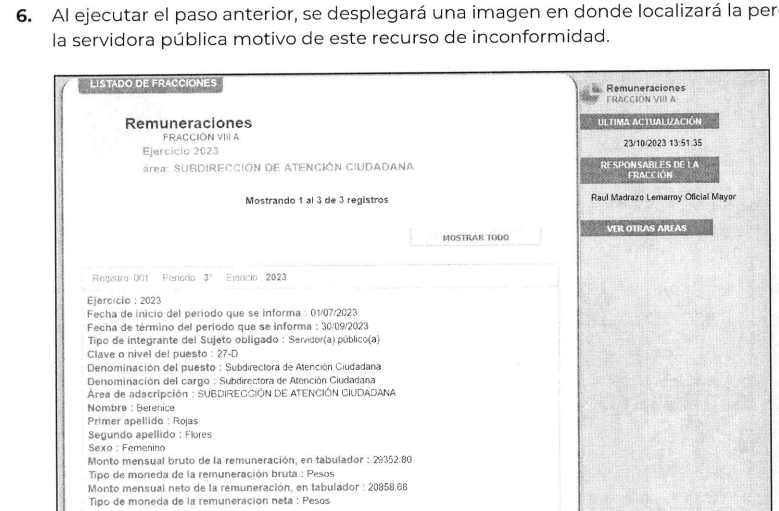 6. Al ejecutar el paso anterior, se desplegará una imagen en donde localizará la per
la servidora pública motivo de este recurso de inconformidad.
LISTADO DE FRACCIONES
Remuneraciones
FRACCIÓN VIII A
Ejercicio 2023
área: SUBDIRECCIÓN DE ATENCIÓN CIUDADANA
Mostrando 1 al 3 de 3 registros
MOSTRAR TODO
Registro 001 Periodo 3° Ejercicio 2023
Ejercicio : 2023
Fecha de inicio del periodo que se informa : 01/07/2023
Fecha de término del periodo que se informa : 30/09/2023
Tipo de integrante del Sujeto obligado : Servidor(a) público(a)
Clave o nivel del puesto : 27-D
Denominación del puesto : Subdirectora de Atención Ciudadana
Denominación del cargo : Subdirectora de Atención Ciudadana
Área de adscripción : SUBDIRECCIÓN DE ATENCIÓN CIUDADANA
Nombre : Berenice
Primer apellido : Rojas
Segundo apellido : Flores
Sexo : Femenino
Monto mensual bruto de la remuneración, en tabulador : 29352.80
Tipo de moneda de la remuneración bruta : Pesos
Monto mensual neto de la remuneración, en tabulador : 20858.68
Tipo de moneda de la remuneración neta : Pesos
Remuneraciones
FRACCIÓN VIII A
ULTIMA ACTUALIZACIÓN
23/10/2023 13:51:35
RESPONSABLES DE LA
FRACCIÓN
Raul Madrazo Lemarroy Oficial Mayor
VER OTRAS AREAS